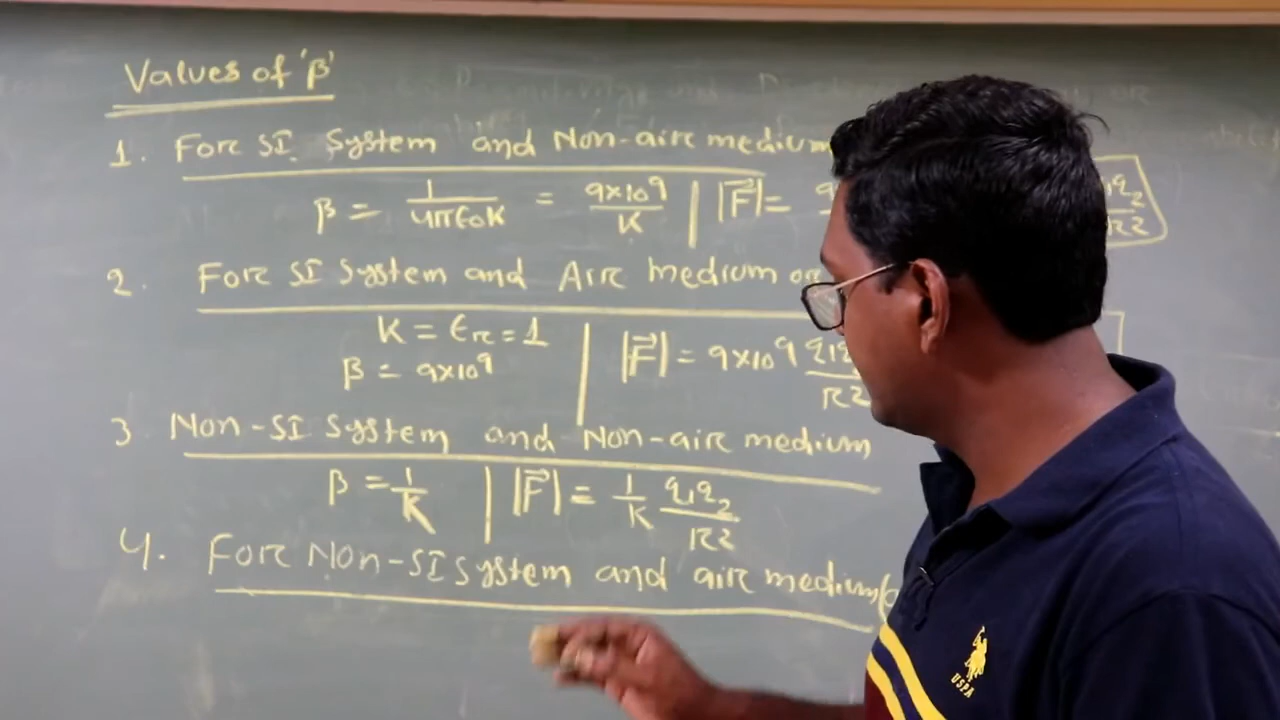 Values of 'β'
1. For SI System and Non-air medium
β = 1/4πϵ₀K = 9×10⁹/K | |F⃗| = 9 q₂/r²
2. For SI System and Air medium or
K = ϵr = 1
β = 9×10⁹ | |F⃗| = 9×10⁹ q₁q₂/r²
3 Non-SI System and Non-air medium
β = 1/K | |F⃗| = 1/K q₁q₂/r²
4. For Non-SI System and air medium(
USPA